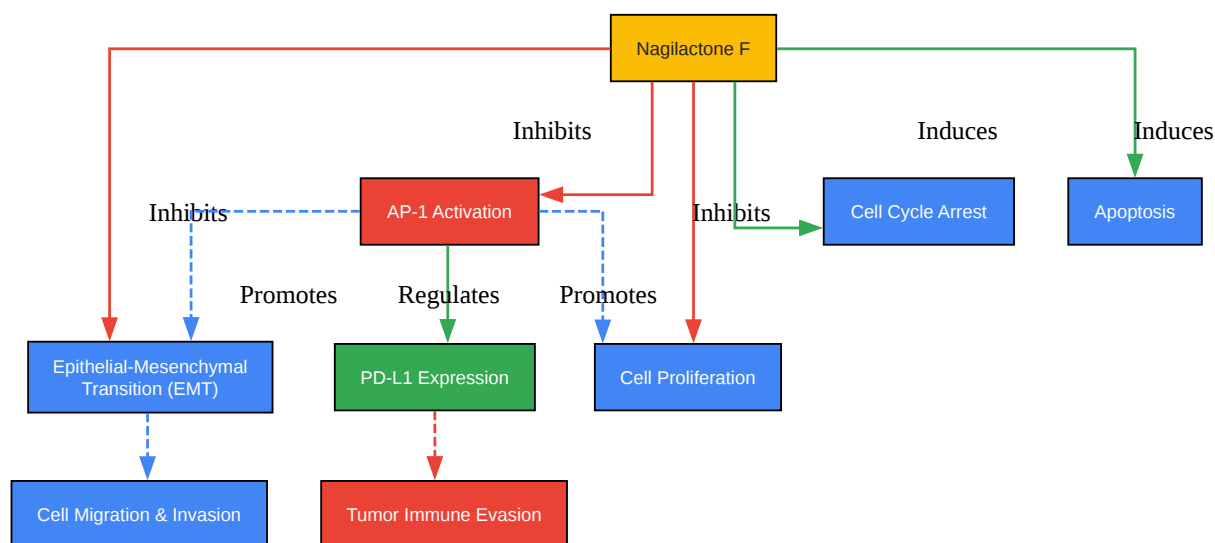 Nagilactone F
Inhibits
Induces
Induces
AP-1 Activation
Cell Cycle Arrest
Apoptosis
Inhibits
Inhibits
Promotes
Regulates
Promotes
Epithelial-Mesenchymal
Transition (EMT)
PD-L1 Expression
Cell Proliferation
Cell Migration & Invasion
Tumor Immune Evasion